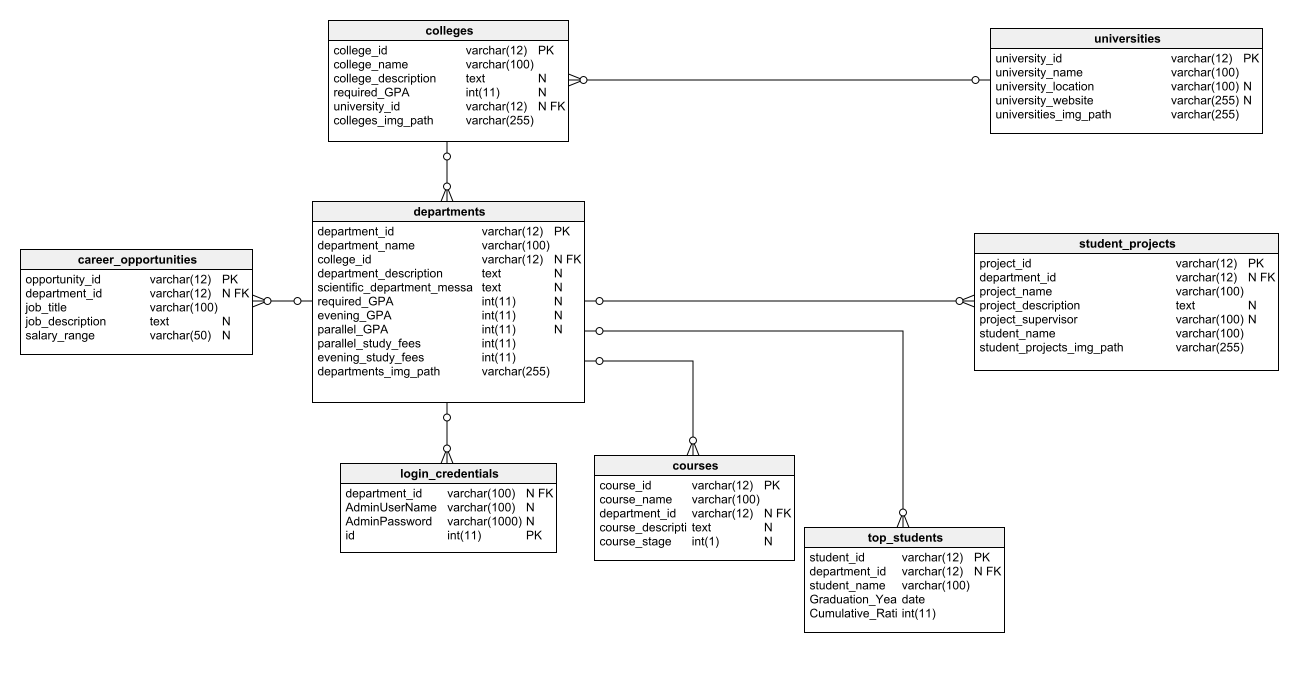 colleges
college_id varchar(12) PK
college_name varchar(100)
college_description text N
required_GPA int(11) N
university_id varchar(12) N FK
colleges_img_path varchar(255)
universities
university_id varchar(12) PK
university_name varchar(100)
university_location varchar(100) N
university_website varchar(255) N
universities_img_path varchar(255)
departments
department_id varchar(12) PK
department_name varchar(100)
college_id varchar(12) N FK
department_description text N
scientific_department_messa text N
required_GPA int(11) N
evening_GPA int(11) N
parallel_GPA int(11) N
parallel_study_fees int(11)
evening_study_fees int(11)
departments_img_path varchar(255)
career_opportunities
opportunity_id varchar(12) PK
department_id varchar(12) N FK
job_title varchar(100)
job_description text N
salary_range varchar(50) N
student_projects
project_id varchar(12) PK
department_id varchar(12) N FK
project_name varchar(100)
project_description text N
project_supervisor varchar(100) N
student_name varchar(100)
student_projects_img_path varchar(255)
login_credentials
department_id varchar(100) N FK
AdminUserName varchar(100) N
AdminPassword varchar(1000) N
id int(11) PK
courses
course_id varchar(12) PK
course_name varchar(100)
department_id varchar(12) N FK
course_descripti text N
course_stage int(1) N
top_students
student_id varchar(12) PK
department_id varchar(12) N FK
student_name varchar(100)
Graduation_Yea date
Cumulative_Rati int(11)